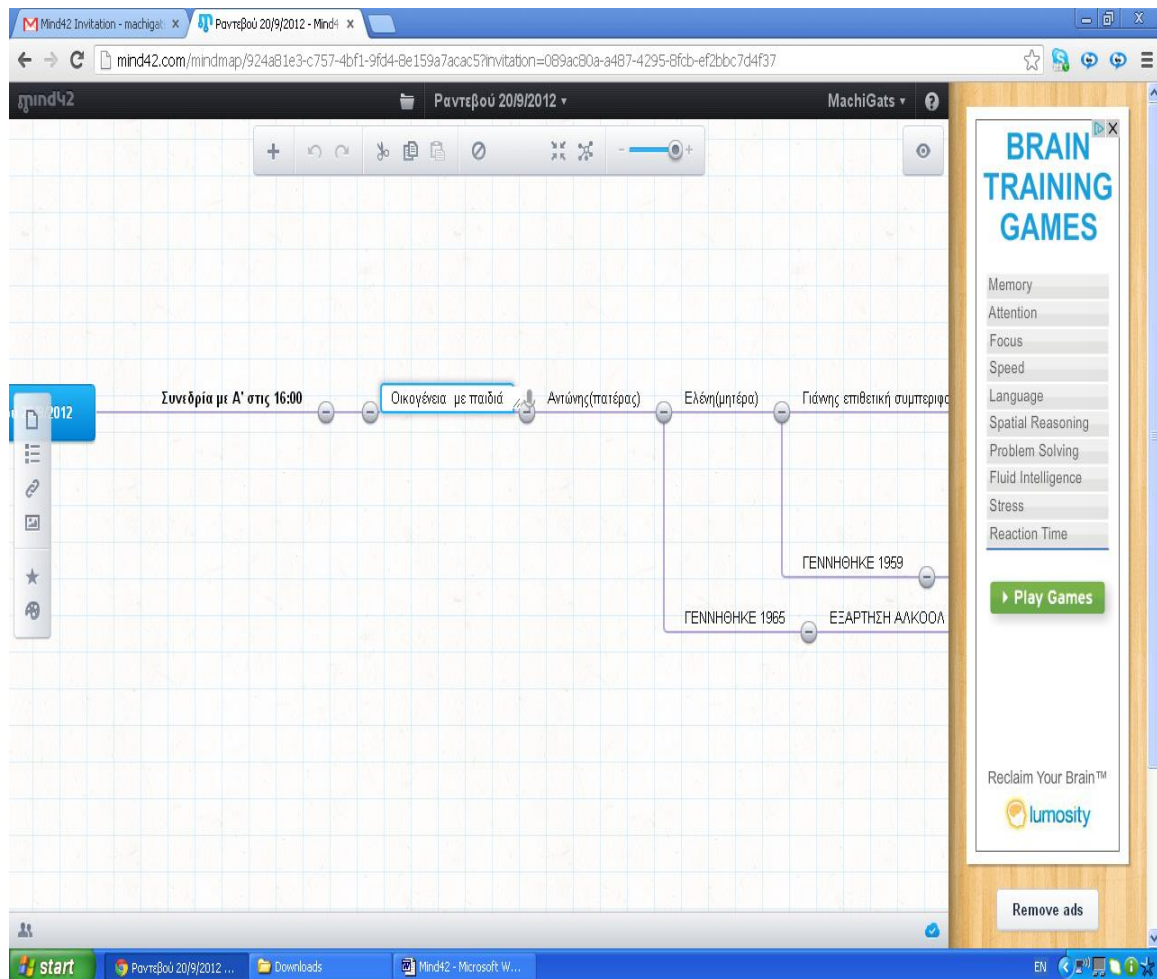 Mind42 Invitation - machigat
Ραντεβού 20/9/2012 - Mind4
mind42.com/mindmap/924a81e3-c757-4bf1-9fd4-8e159a7acac5?invitation=089ac80a-a487-4295-8fcb-ef2bbc7d4f37
mind42
Ραντεβού 20/9/2012
MachiGats
BRAIN
TRAINING
GAMES
Memory
Attention
Focus
Speed
Language
Spatial Reasoning
Problem Solving
Fluid Intelligence
Stress
Reaction Time
Play Games
Reclaim Your Brain™
lumosity
Remove ads
2012
Συνεδρία με Α' στις 16:00
Οικογένεια με παιδιά
Αντώνης(πατέρας)
Ελένη(μητέρα)
Γιάνης επιθετική συμπεριφο
ΓΕΝΝΗΘΗΚΕ 1959
ΓΕΝΝΗΘΗΚΕ 1965
ΕΞΑΡΤΗΣΗ ΑΛΚΟΟΛ
start
Ραντεβού 20/9/2012 ...
Downloads
Mind42 - Microsoft W...
EN